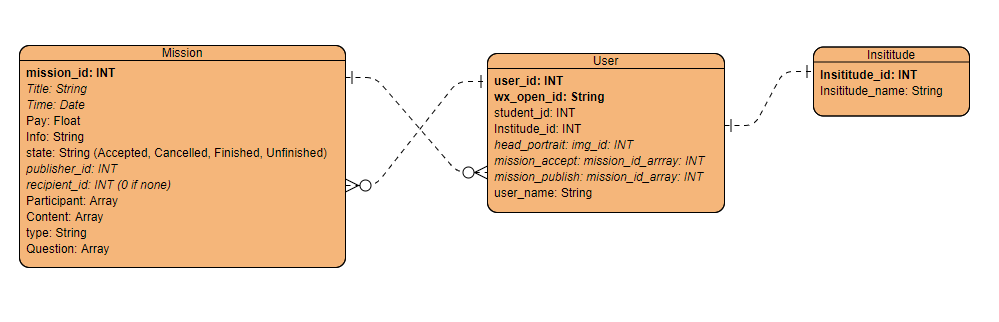 Mission
mission_id: INT
Title: String
Time: Date
Pay: Float
Info: String
state: String (Accepted, Cancelled, Finished, Unfinished)
publisher_id: INT
recipient_id: INT (0 if none)
Participant: Array
Content: Array
type: String
Question: Array
User
user_id: INT
wx_open_id: String
student_jd: INT
Institude_id: INT
head_portrait: img_id: INT
mission_accept: mission_id_arrray: INT
mission_publish: mission_id_array: INT
user_name: String
Insititude
Insititude_id: INT
Insititude_name: String